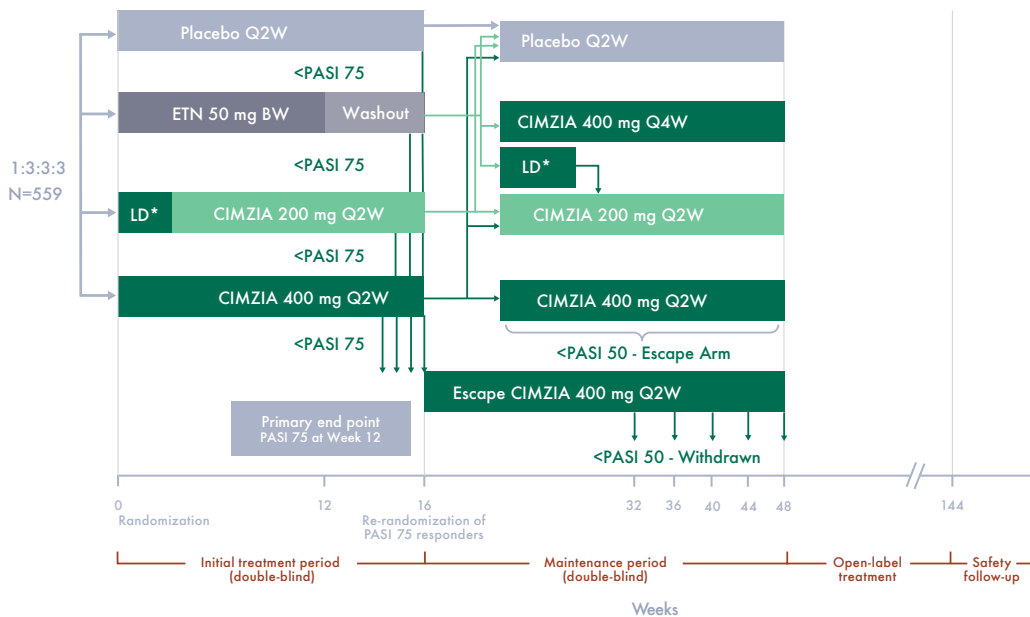 Placebo Q2W
Placebo Q2W
<PASI 75
ETN 50 mg BW
Washout
CIMZIA 400 mg Q4W
<PASI 75
LD*
1:3:3:3
N=559
LD*
CIMZIA 200 mg Q2W
CIMZIA 200 mg Q2W
<PASI 75
CIMZIA 400 mg Q2W
CIMZIA 400 mg Q2W
<PASI 75
<PASI 50 - Escape Arm
Escape CIMZIA 400 mg Q2W
Primary end point
PASI 75 at Week 12
<PASI 50 - Withdrawn
0
12
16
32
36
40
44
48
144
Randomization
Re-randomization of
PASI 75 responders
Initial treatment period
(double-blind)
Maintenance period
(double-blind)
Open-label
treatment
Safety
follow-up
Weeks